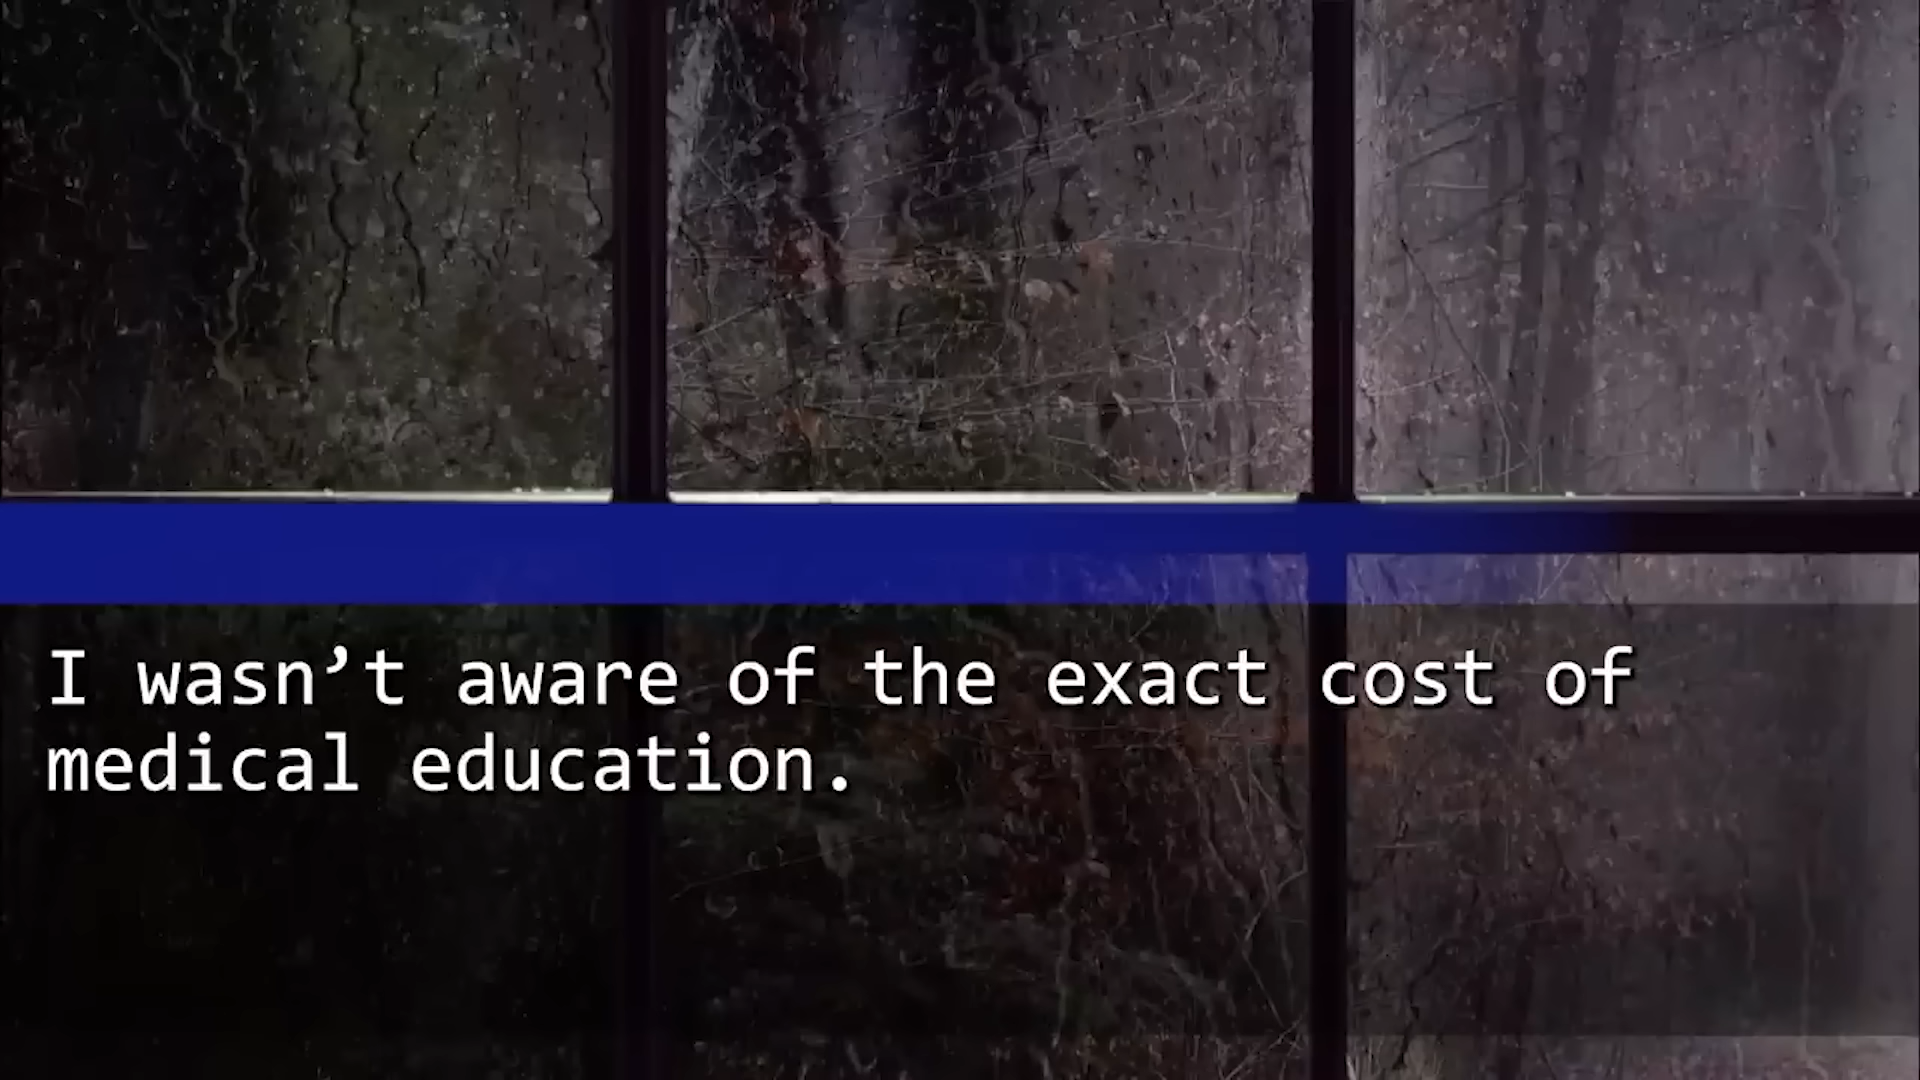 I wasn’t aware of the exact cost of
medical education.